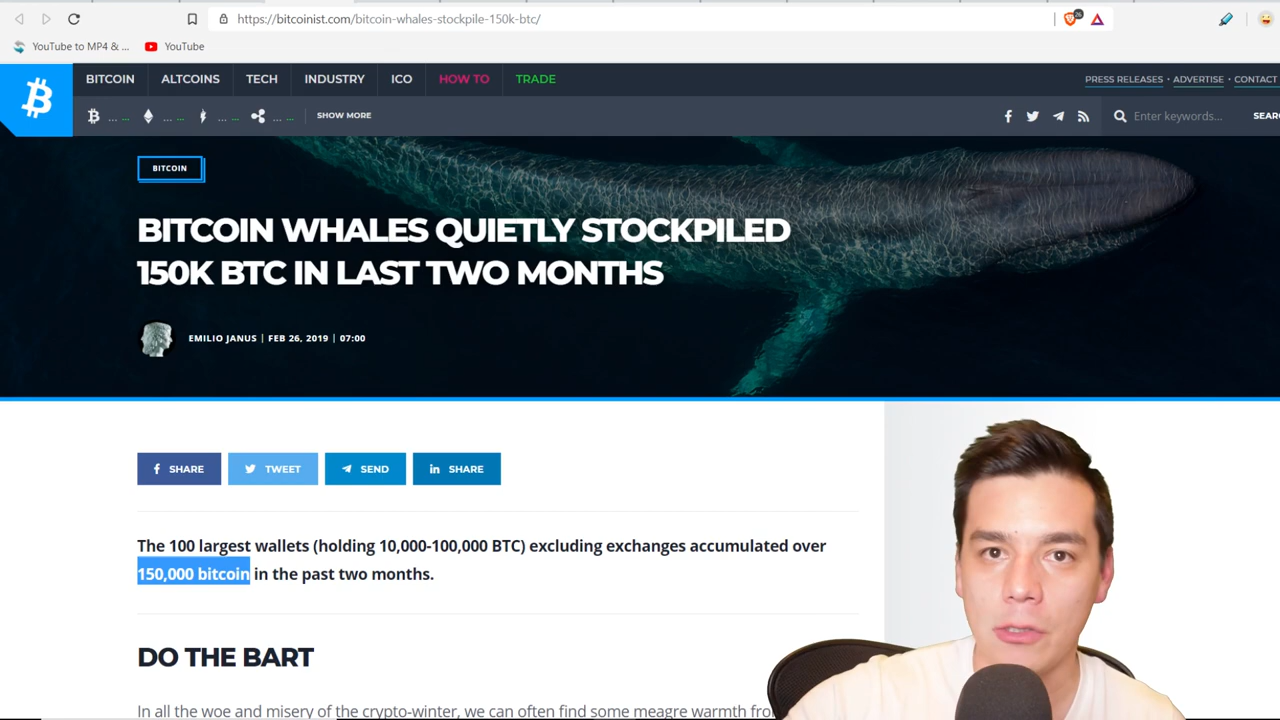 https://bitcoinist.com/bitcoin-whales-stockpile-150k-btc/
26
YouTube to MP4 & ...
YouTube
BITCOIN
ALTCOINS
TECH
INDUSTRY
ICO
HOW TO
TRADE
PRESS RELEASES • ADVERTISE • CONTACT
... ...
... ...
... ...
... ...
SHOW MORE
Enter keywords...
SEARC
BITCOIN
BITCOIN WHALES QUIETLY STOCKPILED
150K BTC IN LAST TWO MONTHS
EMILIO JANUS | FEB 26, 2019 | 07:00
SHARE
TWEET
SEND
SHARE
The 100 largest wallets (holding 10,000-100,000 BTC) excluding exchanges accumulated over
150,000 bitcoin in the past two months.
DO THE BART
In all the woe and misery of the crypto-winter, we can often find some meagre warmth from